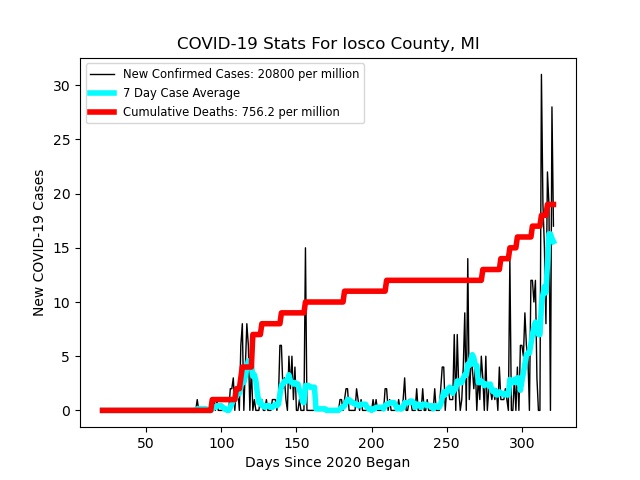 COVID-19 Stats For Iosco County, MI
New Confirmed Cases: 20800 per million
7 Day Case Average
Cumulative Deaths: 756.2 per million
New COVID-19 Cases
30
25
20
15
10
5
0
50
100
150
200
250
300
Days Since 2020 Began